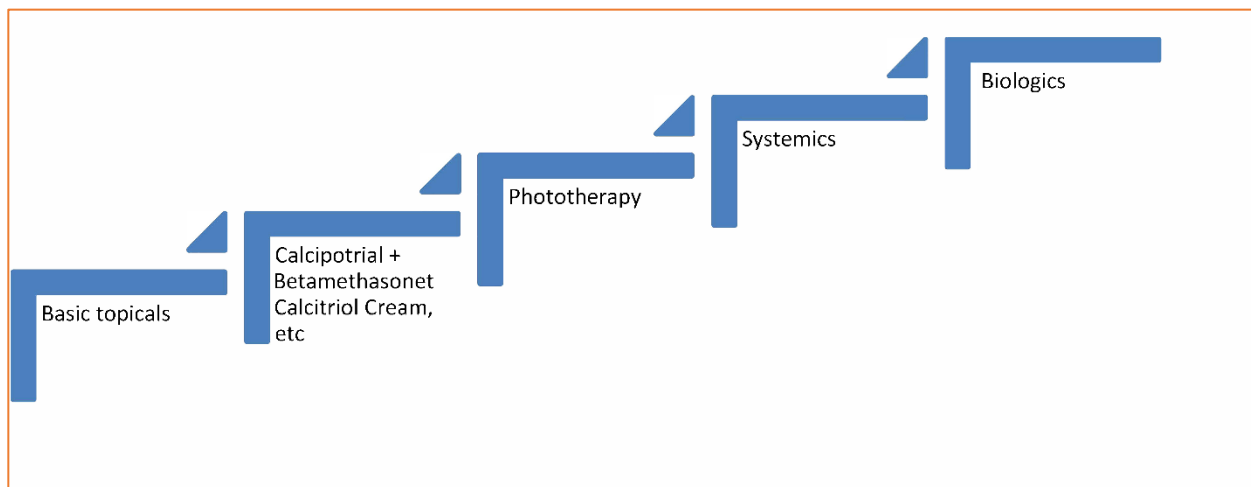 Basic topicals
Calcipotrial +
Betamethasonet
Calcitriol Cream,
etc
Phototherapy
Systemics
Biologics